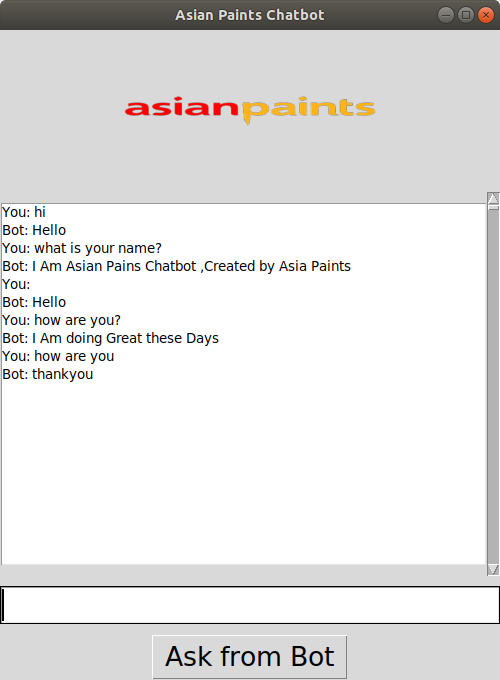 Asian Paints Chatbot
asianpaints
You: hi
Bot: Hello
You: what is your name?
Bot: I Am Asian Pains Chatbot ,Created by Asia Paints
You:
Bot: Hello
You: how are you?
Bot: I Am doing Great these Days
You: how are you
Bot: thankyou
Ask from Bot